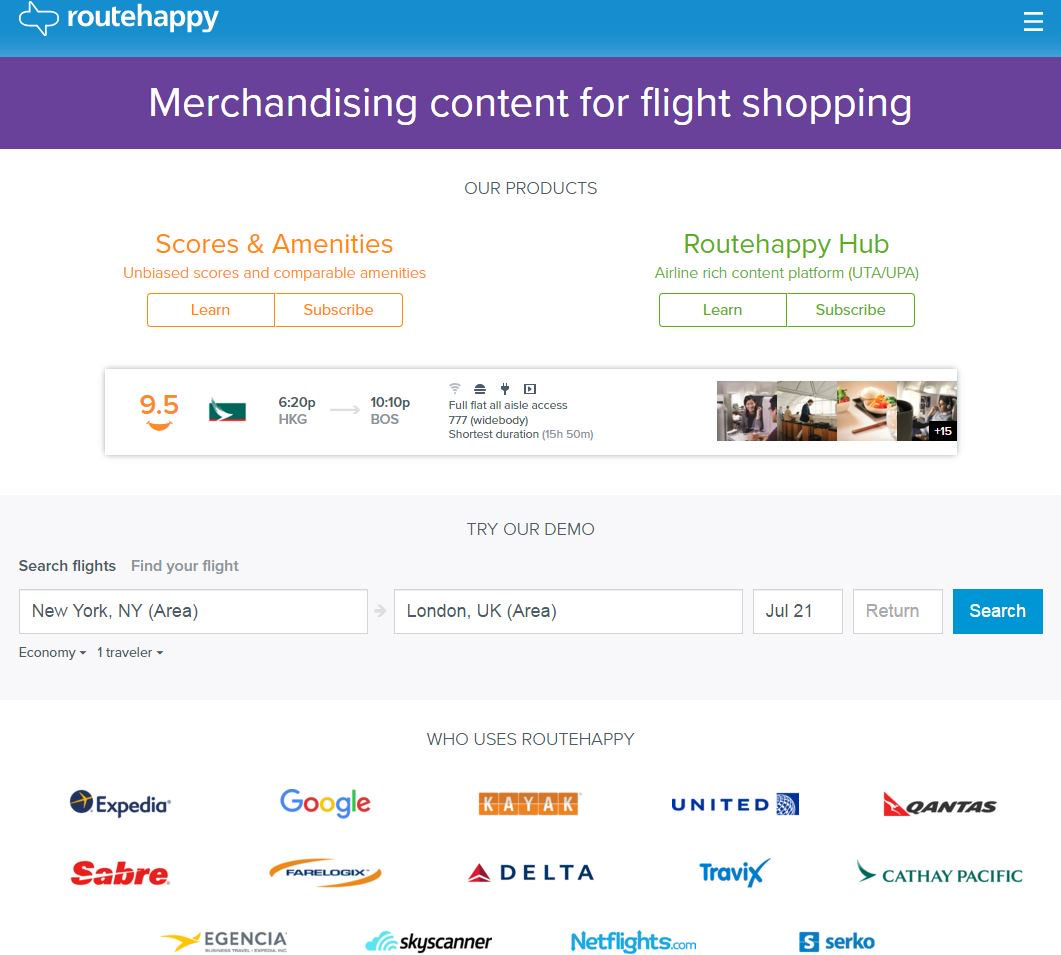 routehappy
Merchandising content for flight shopping
OUR PRODUCTS
Scores & Amenities
Unbiased scores and comparable amenities
Learn Subscribe
Routehappy Hub
Airline rich content platform (UTA/UPA)
Learn Subscribe
9.5
6:20p
HKG
10:10p
BOS
Full flat all aisle access
777 (widebody)
Shortest duration (15h 50m)
+15
TRY OUR DEMO
Search flights Find your flight
New York, NY (Area) London, UK (Area) Jul 21 Return Search
Economy 1 traveler
WHO USES ROUTEHAPPY
Expedia Google KAYAK UNITED QANTAS
Sabre FARELOGIX DELTA Travix CATHAY PACIFIC
EGENCIA skyscanner Netflights.com serko
BUSINESS TRAVEL - EXPEDIA, INC.